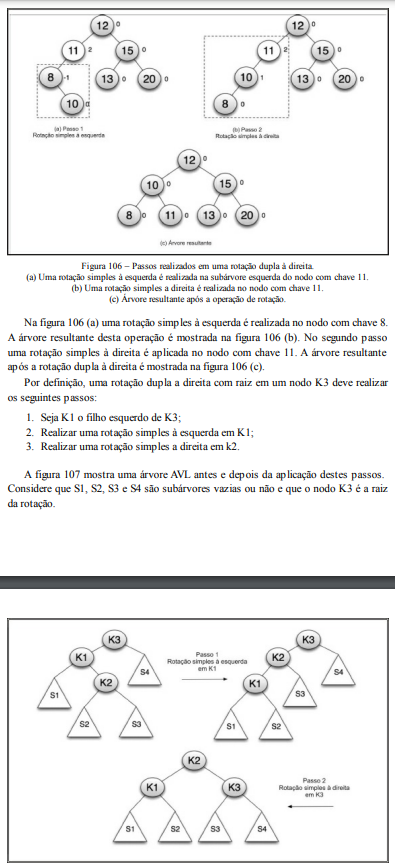 12 0
11 2
15 0
8 -1
13 0
20 0
10 0
(a) Passo 1
Rotação simples à esquerda
12 0
11 2
15 0
10 1
13 0
20 0
8 0
(b) Passo 2
Rotação simples à direita
12 0
10 0
15 0
8 0
11 0
13 0
20 0
(c) Árvore resultante
Figura 106 – Passos realizados em uma rotação dupla à direita.
(a) Uma rotação simples à esquerda é realizada na subárvore esquerda do nodo com chave 11.
(b) Uma rotação simples a direita é realizada no nodo com chave 11.
(c) Árvore resultante após a operação de rotação.
Na figura 106 (a) uma rotação simples à esquerda é realizada no nodo com chave 8.
A árvore resultante desta operação é mostrada na figura 106 (b). No segundo passo
uma rotação simples à direita é aplicada no nodo com chave 11. A árvore resultante
após a rotação dupla à direita é mostrada na figura 106 (c).
Por definição, uma rotação dupla a direita com raiz em um nodo K3 deve realizar
os seguintes passos:
1. Seja K1 o filho esquerdo de K3;
2. Realizar uma rotação simples à esquerda em K1;
3. Realizar uma rotação simples a direita em k2.
A figura 107 mostra uma árvore AVL antes e depois da aplicação destes passos.
Considere que S1, S2, S3 e S4 são subárvores vazias ou não e que o nodo K3 é a raiz
da rotação.
K3
K1
S4
S1
K2
S2
S3
Passo 1
Rotação simples à esquerda
em K1
K3
K2
S4
K1
S3
S1
S2
K2
K1
K3
S1
S2
S3
S4
Passo 2
Rotação simples à direita
em K3